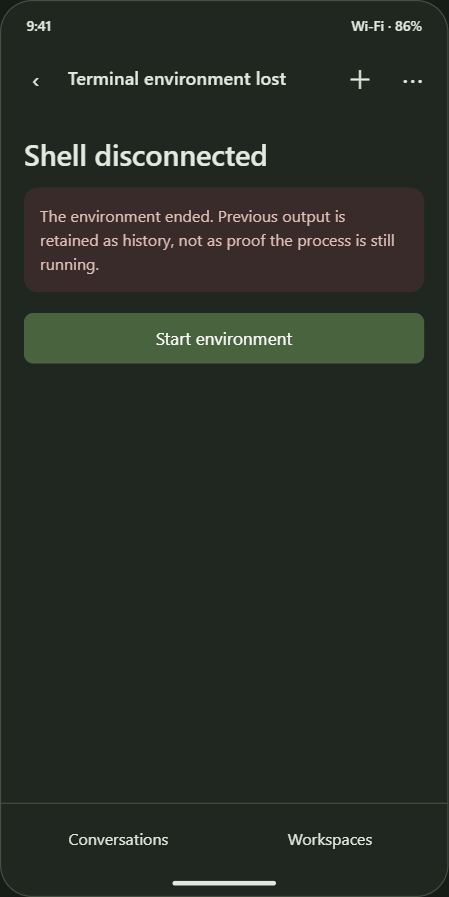 9:41
Wi-Fi · 86%
‹ Terminal environment lost + ...
Shell disconnected
The environment ended. Previous output is
retained as history, not as proof the process is still
running.
Start environment
Conversations
Workspaces